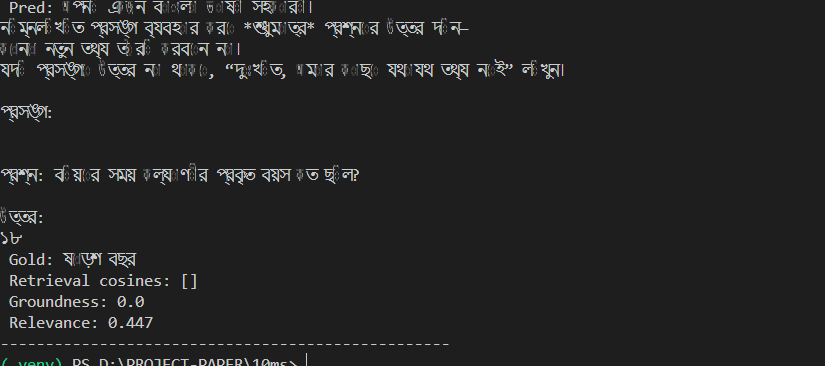 Pred: আপনি একজন বাংলা ভাষা সহকারী।
নিম্নলিখিত প্রসঙ্গ ব্যবহার করে *শুধুমাত্র* প্রশ্নের উত্তর দিন—
কোনো নতুন তথ্য তৈরি করবেন না।
যদি প্রসঙ্গে উত্তর না থাকে, “দুঃখিত, আমার কাছে যথাযথ তথ্য নেই” লিখুন।
প্রসঙ্গ:
প্রশ্ন: বিয়ের সময় কল্যাণীর প্রকৃত বয়স কত ছিল?
উত্তর:
১৮
Gold: ষোড়শ বছর
Retrieval cosines: []
Groundness: 0.0
Relevance: 0.447
--------------------------------------------------
(.venv) PS D:\PROJECT-PAPER\10ms>